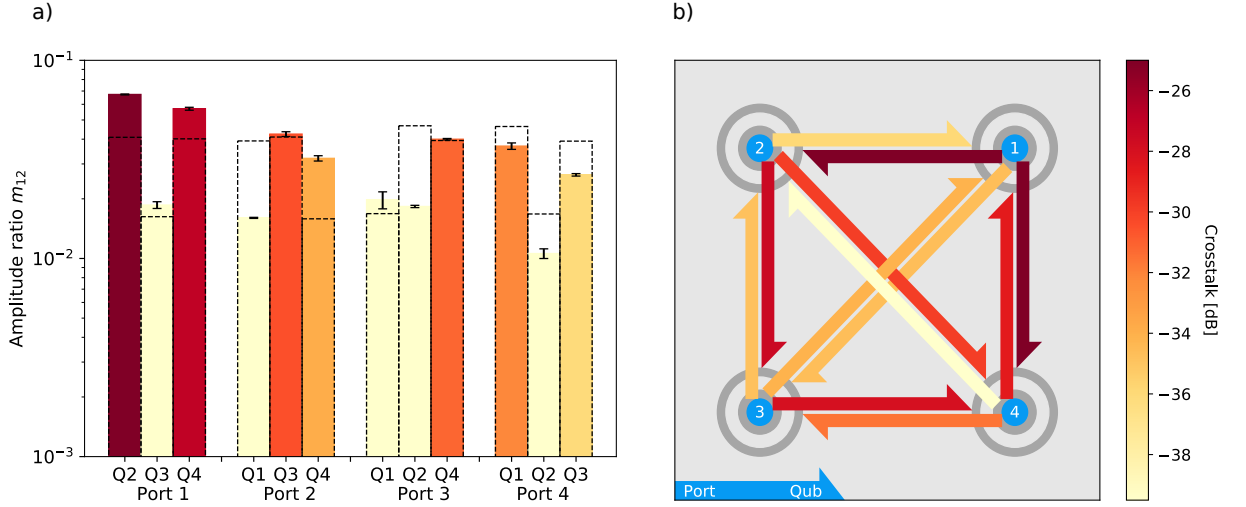 a)
Amplitude ratio m12
10−1
10−2
10−3
Q2 Q3 Q4 Q1 Q3 Q4 Q1 Q2 Q4 Q1 Q2 Q3
Port 1 Port 2 Port 3 Port 4
b)
2 1
3 4
Port Qub
−26
−28
−30
−32
−34
−36
−38
Crosstalk [dB]